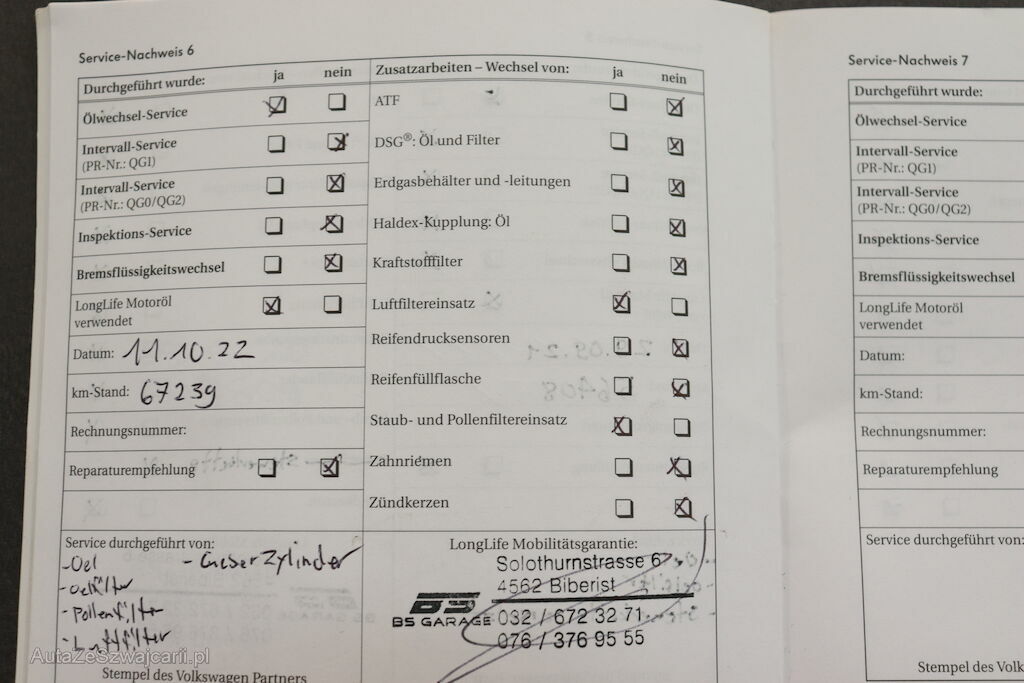 Service-Nachweis 6
Durchgeführt wurde: ja nein
Ölwechsel-Service
Intervall-Service
(PR-Nr.: QG1)
Intervall-Service
(PR-Nr.: QG0/QG2)
Inspektions-Service
Bremsflüssigkeitswechsel
LongLife Motoröl
verwendet
Datum: 11.10.22
km-Stand: 67239
Rechnungsnummer:
Reparaturempfehlung
Service durchgeführt von:
-Oel
-oelfilter
-Pollenfilter
-Luftfilter
-Geberzylinder
Stempel des Volkswagen Partners
Zusatzarbeiten – Wechsel von: ja nein
ATF
DSG®: Öl und Filter
Erdgasbehälter und -leitungen
Haldex-Kupplung: Öl
Kraftstofffilter
Luftfiltereinsatz
Reifendrucksensoren
Reifenfüllflasche
Staub- und Pollenfiltereinsatz
Zahnriemen
Zündkerzen
LongLife Mobilitätsgarantie:
Solothurnstrasse 67
4562 Biberist
BS GARAGE
032 / 672 32 71
076 / 376 95 55
Service-Nachweis 7
Durchgeführt wurde:
Ölwechsel-Service
Intervall-Service
(PR-Nr.: QG1)
Intervall-Service
(PR-Nr.: QG0/QG2)
Inspektions-Service
Bremsflüssigkeitswechsel
LongLife Motoröl
verwendet
Datum:
km-Stand:
Rechnungsnummer:
Reparaturempfehlung
Service durchgeführt von:
Stempel des Vol
AutaZeSzwajcarii.pl